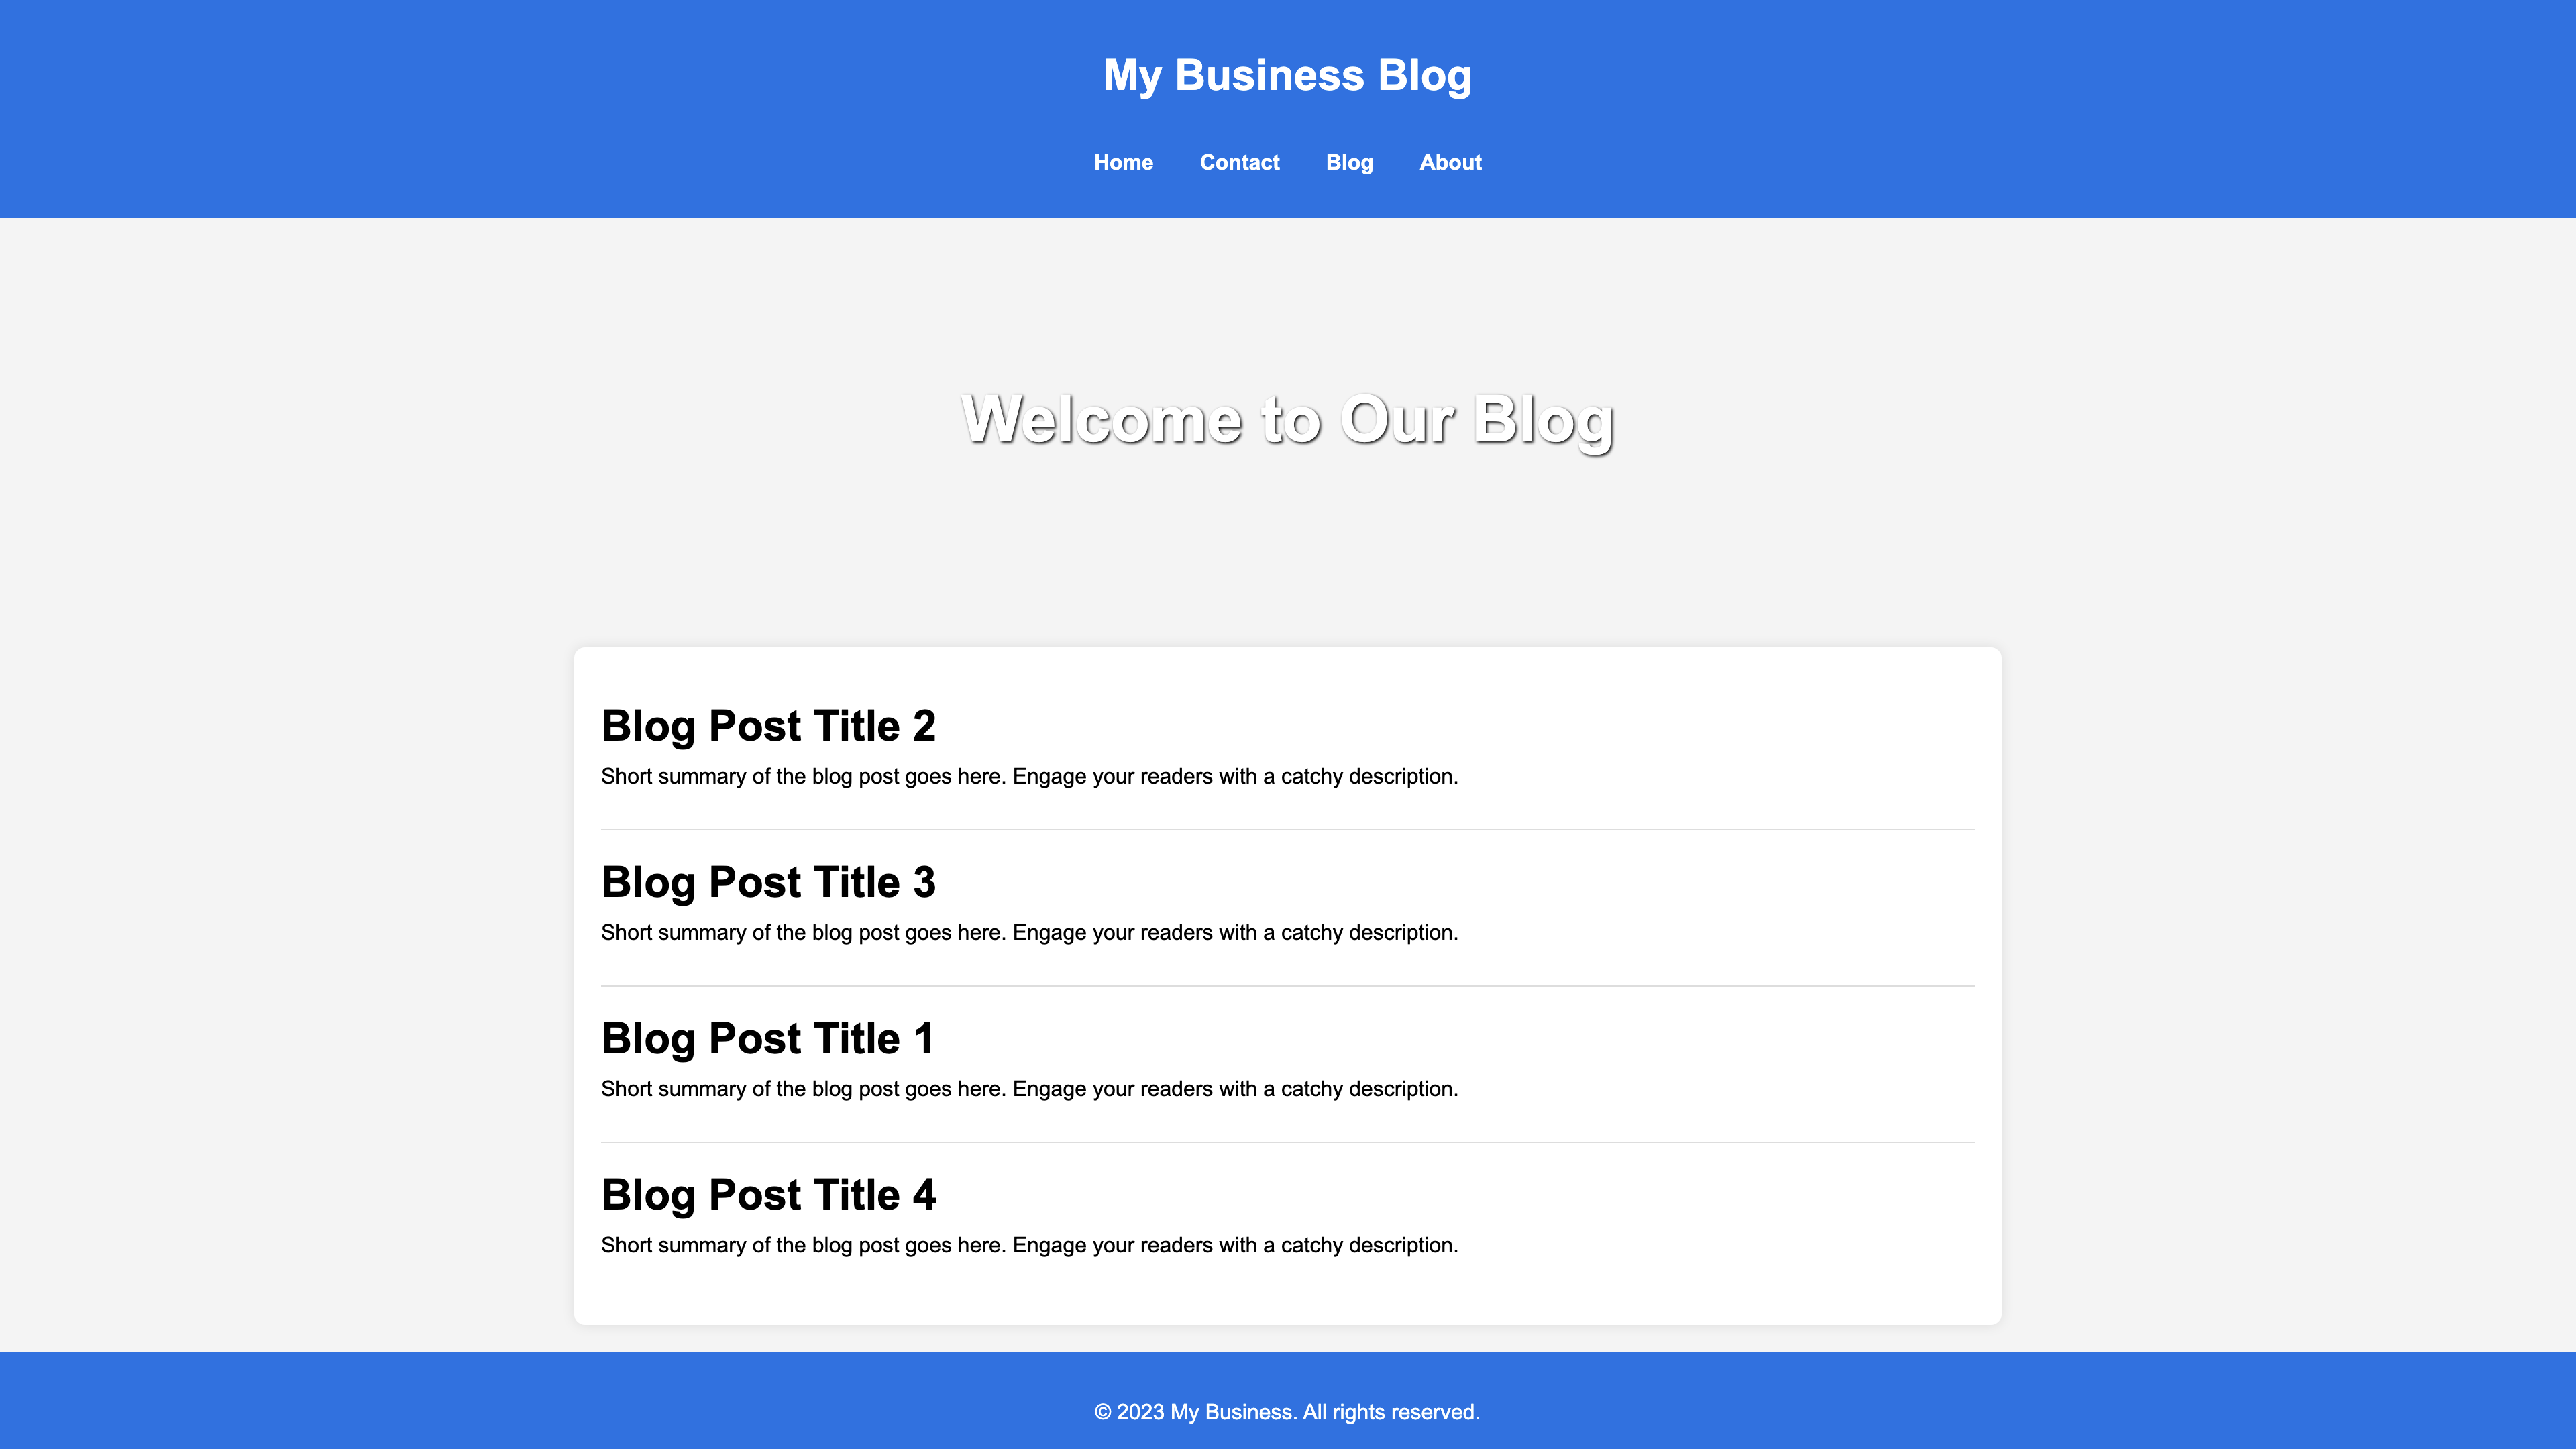 My Business Blog
Home Contact Blog About
Welcome to Our Blog
Blog Post Title 2
Short summary of the blog post goes here. Engage your readers with a catchy description.
Blog Post Title 3
Short summary of the blog post goes here. Engage your readers with a catchy description.
Blog Post Title 1
Short summary of the blog post goes here. Engage your readers with a catchy description.
Blog Post Title 4
Short summary of the blog post goes here. Engage your readers with a catchy description.
© 2023 My Business. All rights reserved.